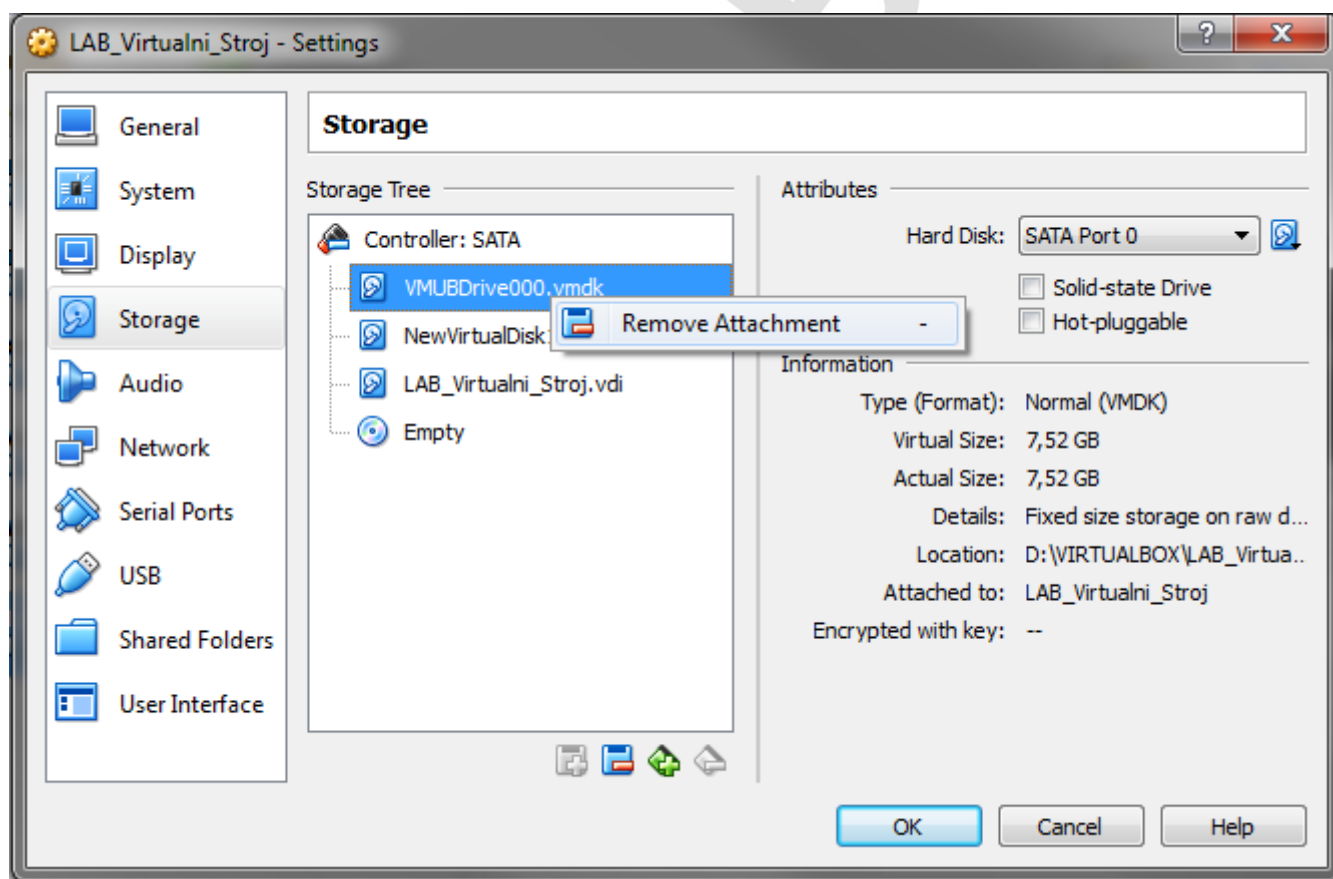 LAB_Virtualni_Stroj - Settings
General
System
Display
Storage
Audio
Network
Serial Ports
USB
Shared Folders
User Interface
Storage
Storage Tree
Controller: SATA
VMUBDrive000.vmdk
NewVirtualDisk
LAB_Virtualni_Stroj.vdi
Empty
Remove Attachment -
Attributes
Hard Disk: SATA Port 0
Solid-state Drive
Hot-pluggable
Information
Type (Format): Normal (VMDK)
Virtual Size: 7,52 GB
Actual Size: 7,52 GB
Details: Fixed size storage on raw d...
Location: D:\VIRTUALBOX\LAB_Virtua..
Attached to: LAB_Virtualni_Stroj
Encrypted with key: --
OK Cancel Help